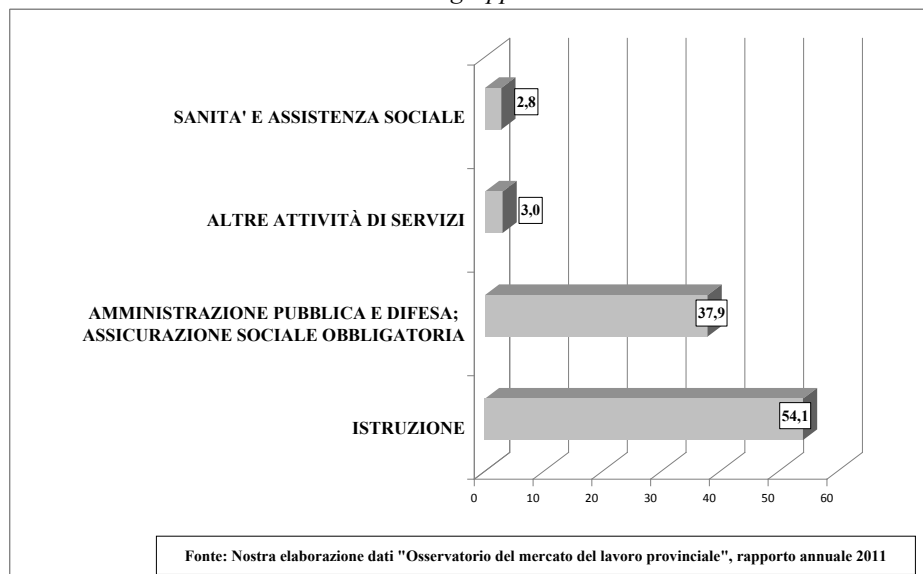 SANITA' E ASSISTENZA SOCIALE
2,8
ALTRE ATTIVITÀ DI SERVIZI
3,0
AMMINISTRAZIONE PUBBLICA E DIFESA;
ASSICURAZIONE SOCIALE OBBLIGATORIA
37,9
ISTRUZIONE
54,1
0 10 20 30 40 50 60
Fonte: Nostra elaborazione dati "Osservatorio del mercato del lavoro provinciale", rapporto annuale 2011